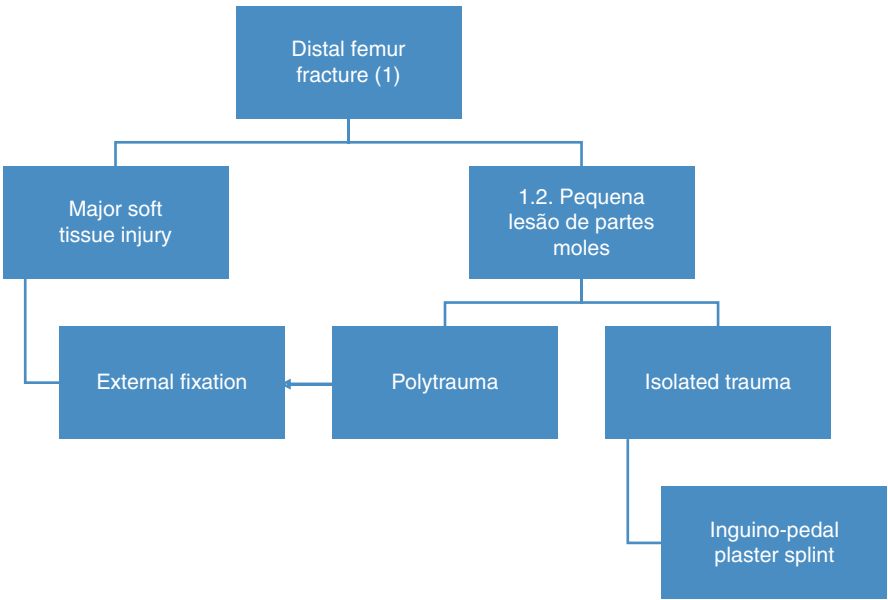 Distal femur
fracture (1)
Major soft
tissue injury
1.2. Pequena
lesão de partes
moles
External fixation
Polytrauma
Isolated trauma
Inguino-pedal
plaster splint